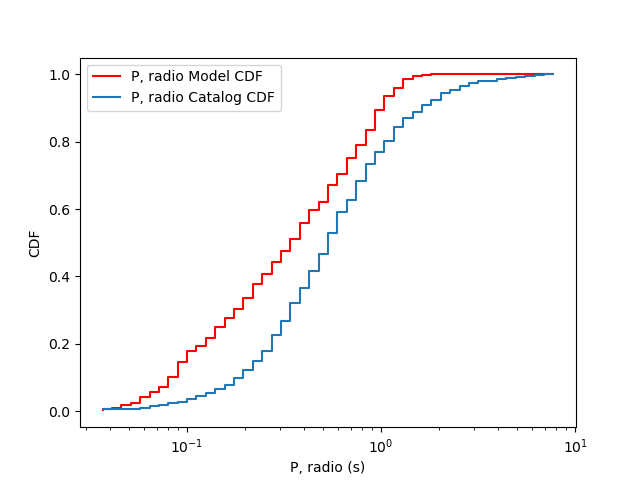 P, radio Model CDF
P, radio Catalog CDF
1.0
0.8
0.6
0.4
0.2
0.0
CDF
10⁻¹ 10⁰ 10¹
P, radio (s)